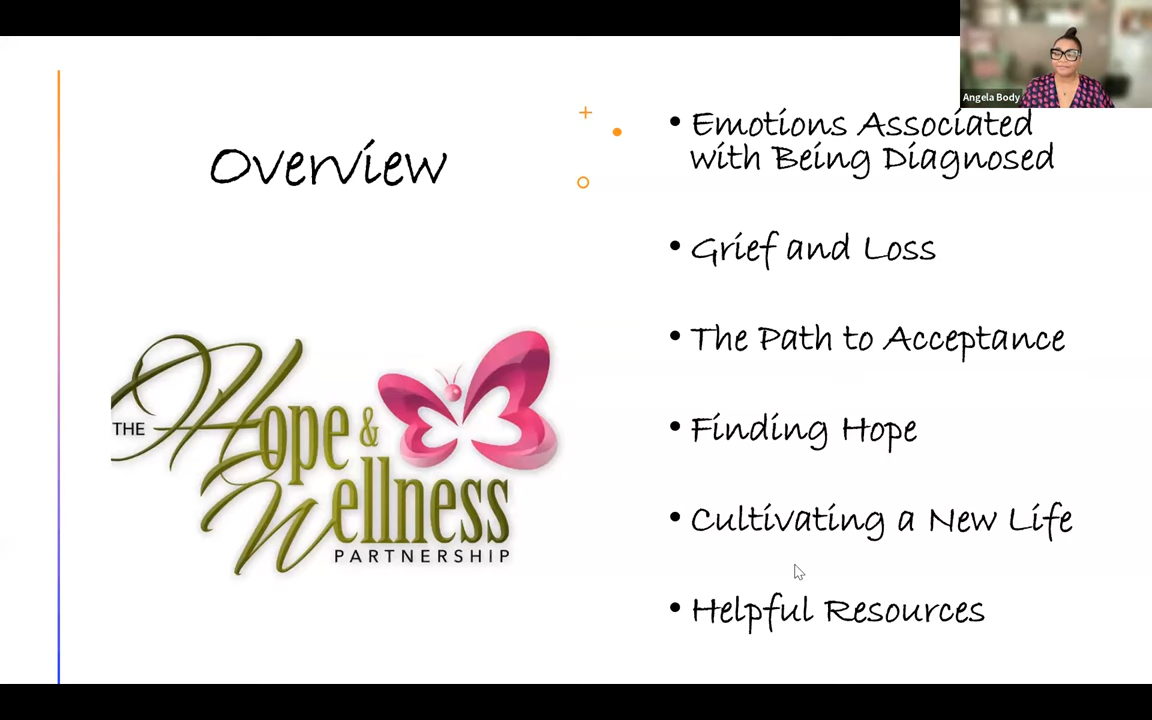 Angela Body
Overview
• Emotions Associated
with Being Diagnosed
• Grief and Loss
• The Path to Acceptance
• Finding Hope
• Cultivating a New Life
• Helpful Resources
THE Hope &
Wellness
PARTNERSHIP